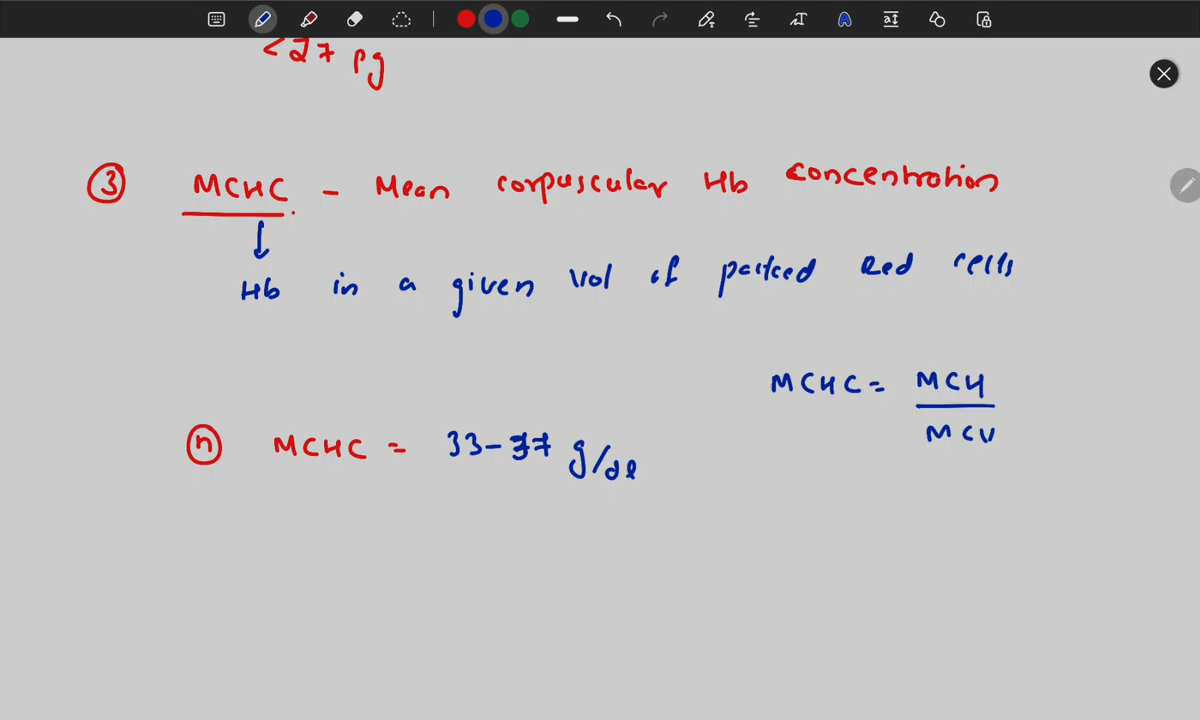 <27 pg
③ MCHC - Mean corpuscular Hb concentration
↓
Hb in a given vol of packed Red cells
MCHC = MCH
MCV
ⓝ MCHC = 33-37 g/dl